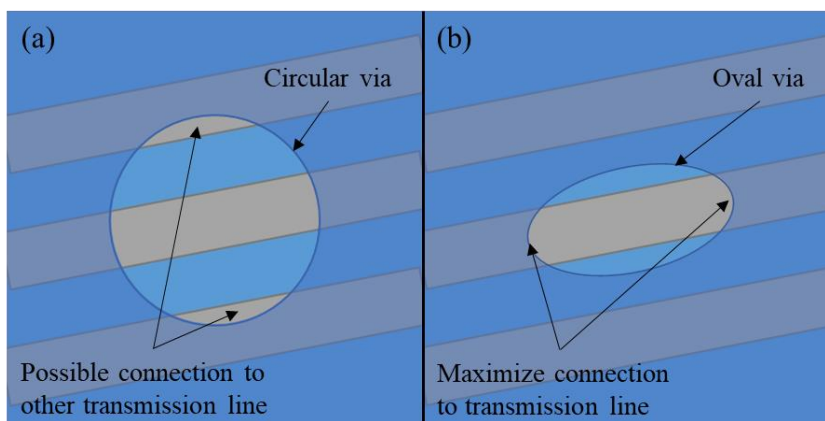 (a)
Circular via
Possible connection to
other transmission line
(b)
Oval via
Maximize connection
to transmission line